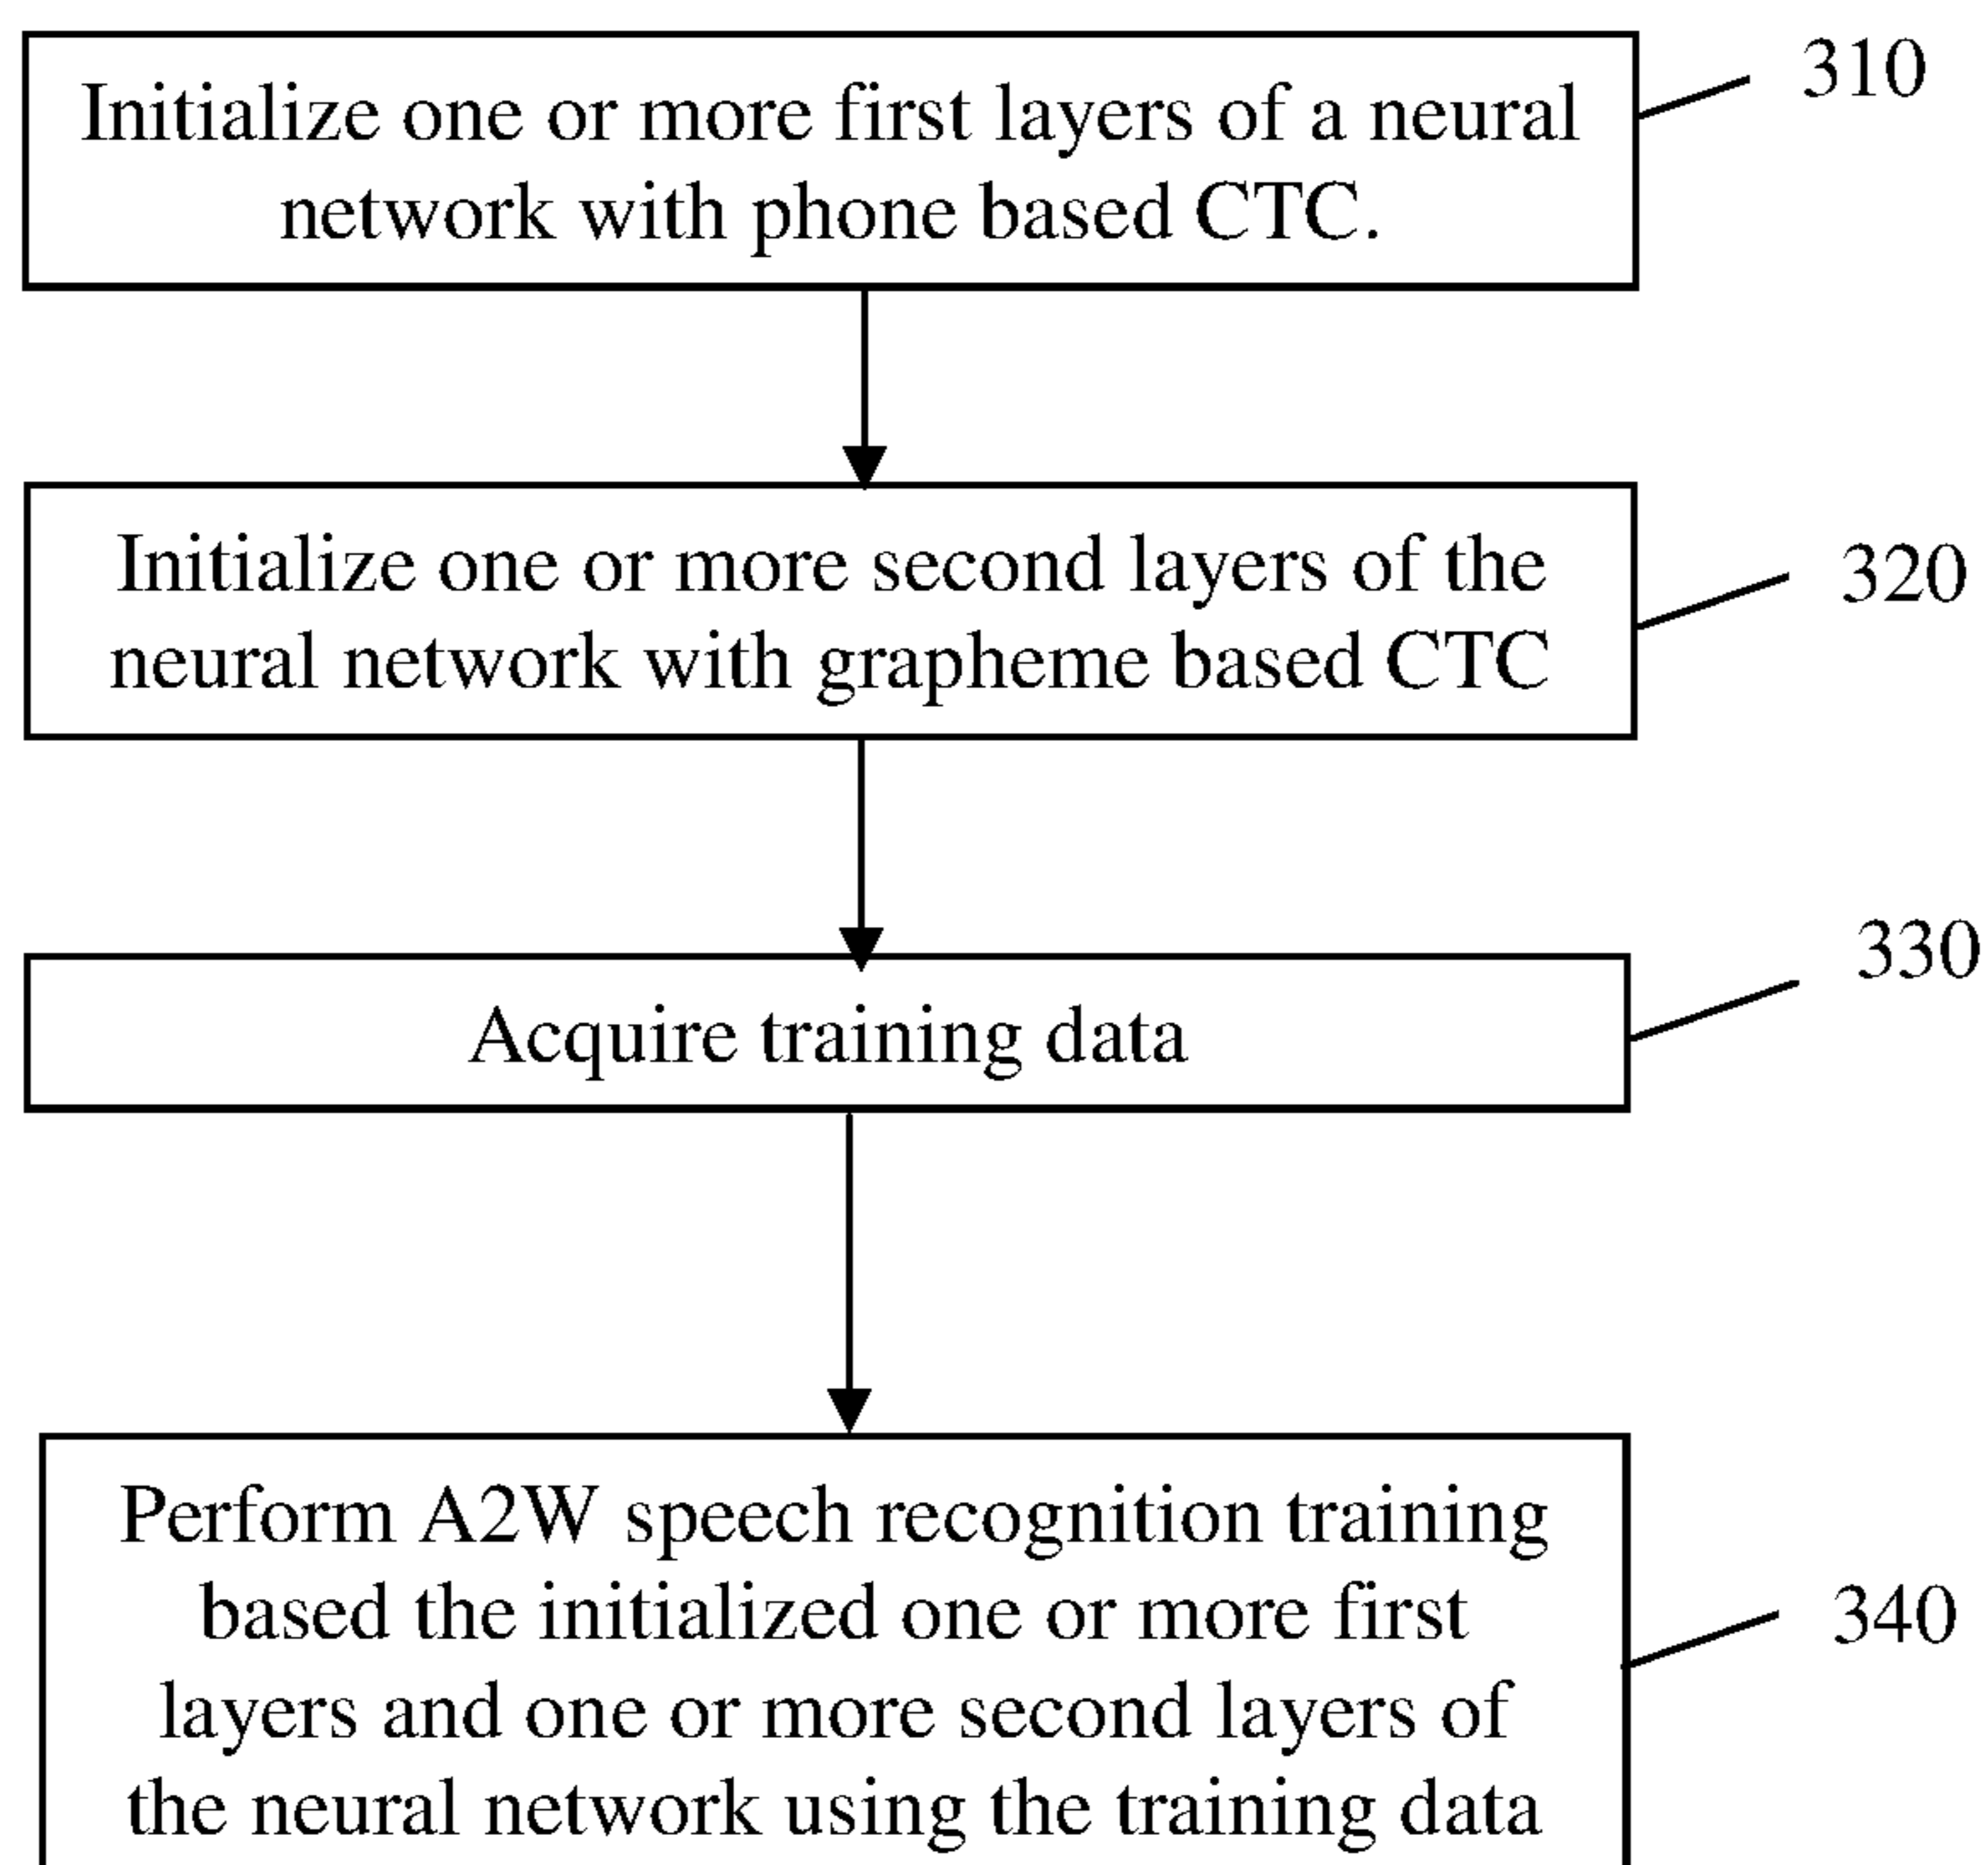 Initialize one or more first layers of a neural
network with phone based CTC.
310
Initialize one or more second layers of the
neural network with grapheme based CTC
320
Acquire training data
330
Perform A2W speech recognition training
based the initialized one or more first
layers and one or more second layers of
the neural network using the training data
340